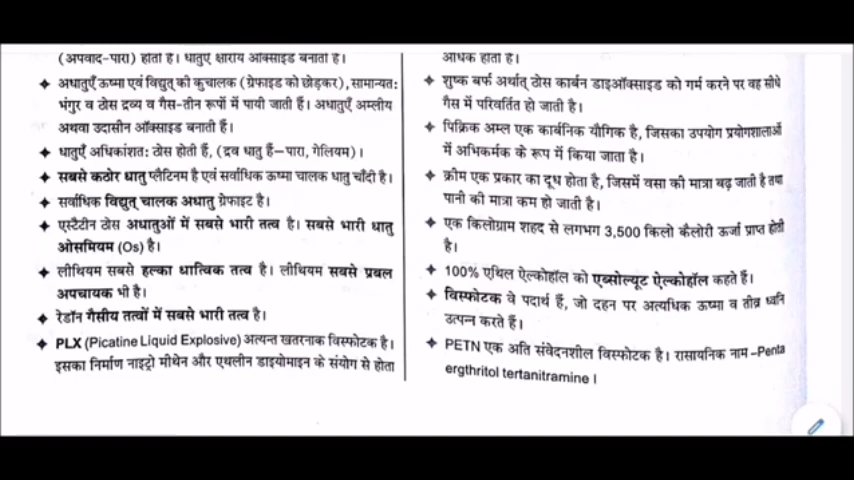 (अपवाद-पारा) होती है। धातुएँ क्षारीय ऑक्साइड बनाती हैं।
✦ अधातुएँ ऊष्मा एवं विद्युत् की कुचालक (ग्रेफाइड को छोड़कर), सामान्यत:
भंगुर व ठोस द्रव्य व गैस-तीन रूपों में पायी जाती हैं। अधातुएँ अम्लीय
अथवा उदासीन ऑक्साइड बनाती हैं।
✦ धातुएँ अधिकांशत: ठोस होती हैं, (द्रव धातु हैं–पारा, गेलियम)।
✦ सबसे कठोर धातु प्लैटिनम है एवं सर्वाधिक ऊष्मा चालक धातु चाँदी है।
✦ सर्वाधिक विद्युत् चालक अधातु ग्रेफाइट है।
✦ एस्टैटीन ठोस अधातुओं में सबसे भारी तत्व है। सबसे भारी धातु
ओसमियम (Os) है।
✦ लीथियम सबसे हल्का धात्विक तत्व है। लीथियम सबसे प्रबल
अपचायक भी है।
✦ रेडॉन गैसीय तत्वों में सबसे भारी तत्व है।
✦ PLX (Picatine Liquid Explosive) अत्यन्त खतरनाक विस्फोटक है।
इसका निर्माण नाइट्रो मीथेन और एथलीन डाइयोमाइन के संयोग से होता
अधिक होता है।
✦ शुष्क बर्फ अर्थात् ठोस कार्बन डाइऑक्साइड को गर्म करने पर वह सीधे
गैस में परिवर्तित हो जाती है।
✦ पिक्रिक अम्ल एक कार्बनिक यौगिक है, जिसका उपयोग प्रयोगशालाओं
में अभिकर्मक के रूप में किया जाता है।
✦ क्रीम एक प्रकार का दूध होता है, जिसमें वसा की मात्रा बढ़ जाती है तथा
पानी की मात्रा कम हो जाती है।
✦ एक किलोग्राम शहद से लगभग 3,500 किलो कैलोरी ऊर्जा प्राप्त होती
है।
✦ 100% एथिल ऐल्कोहॉल को एब्सोल्यूट ऐल्कोहॉल कहते हैं।
✦ विस्फोटक वे पदार्थ हैं, जो दहन पर अत्यधिक ऊष्मा व तीव्र ध्वनि
उत्पन्न करते हैं।
✦ PETN एक अति संवेदनशील विस्फोटक है। रासायनिक नाम –Penta
ergthritol tertanitramine।